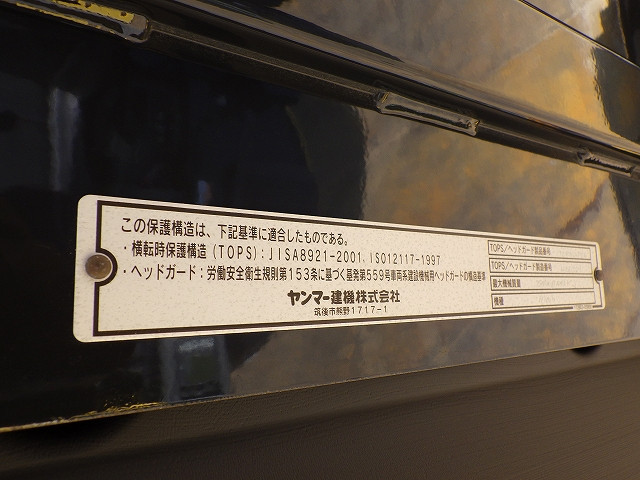 この保護構造は、下記基準に適合したものである。
・横転時保護構造(TOPS):JISA8921-2001、ISO12117-1997
・ヘッドガード:労働安全衛生規則第153条に基づく基発第559号車両系建設機械用ヘッドガードの構造基準
ヤンマー建機株式会社
筑後市熊野1717-1
TOPS/ヘッドガード製品番号
TOPS/ヘッドガード製番号
最大機械質量
機種